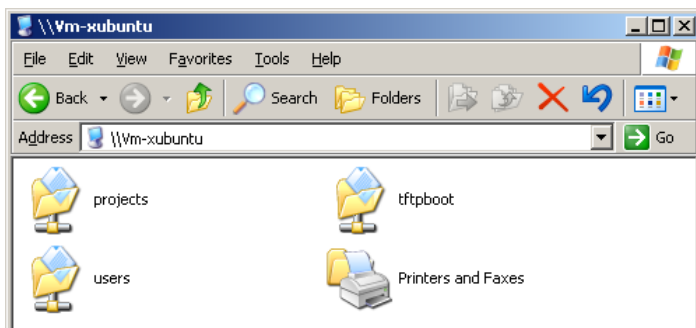 \\Vm-xubuntu
File Edit View Favorites Tools Help
Back Search Folders
Address \\Vm-xubuntu Go
projects tftpboot
users Printers and Faxes